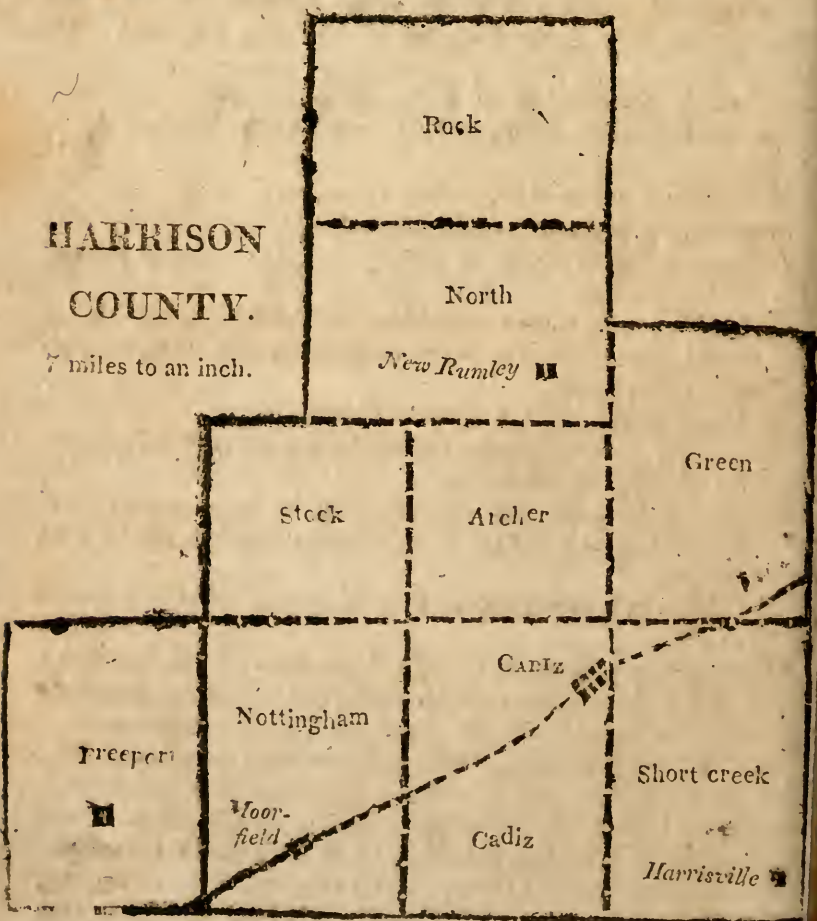 HARRISON
COUNTY.
7 miles to an inch.
Rock
North
New Rumley
Green
Stock
Archer
CADIZ
Nottingham
Freeport
Short creek
Moor-
field
Cadiz
Harrisville